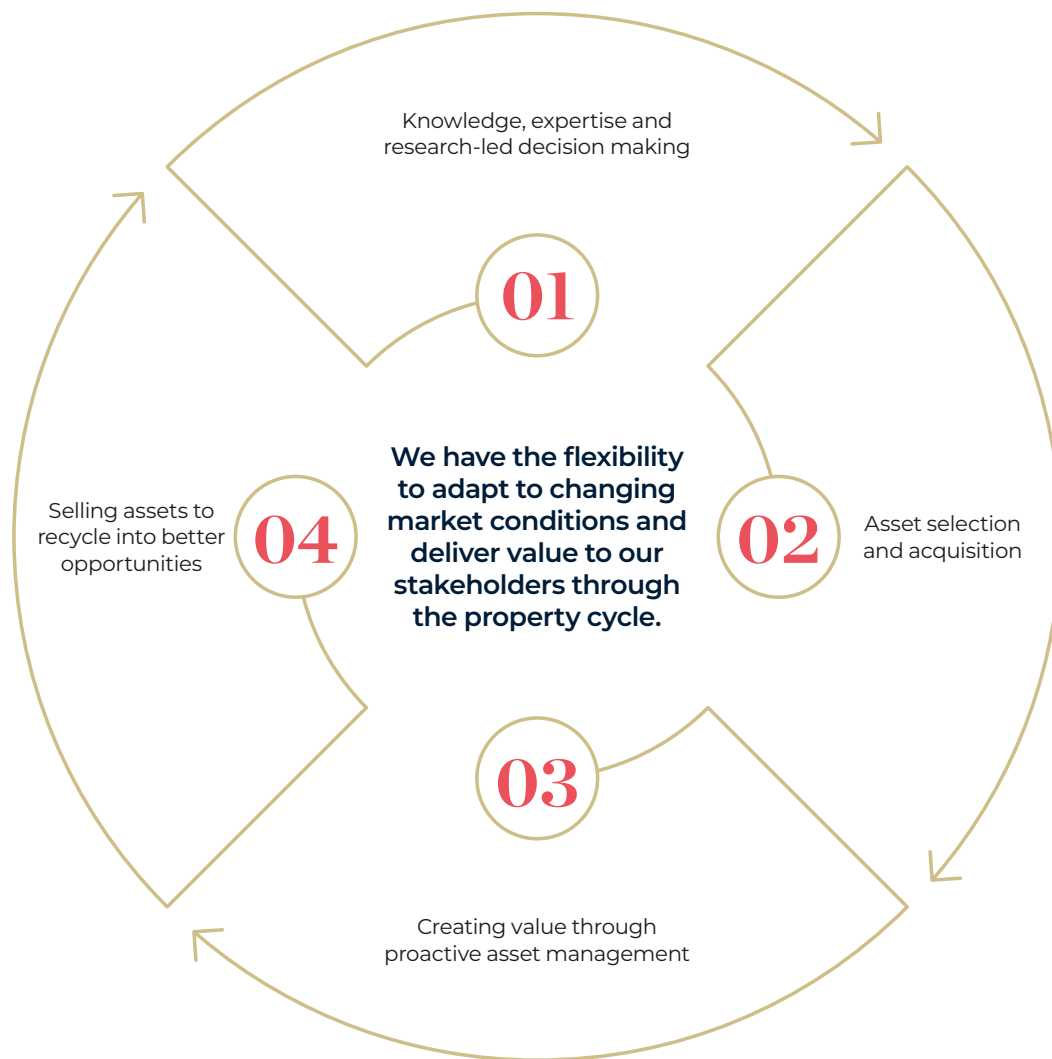 Knowledge, expertise and
research-led decision making
01
We have the flexibility
to adapt to changing
market conditions and
deliver value to our
stakeholders through
the property cycle.
02
Asset selection
and acquisition
03
Creating value through
proactive asset management
04
Selling assets to
recycle into better
opportunities